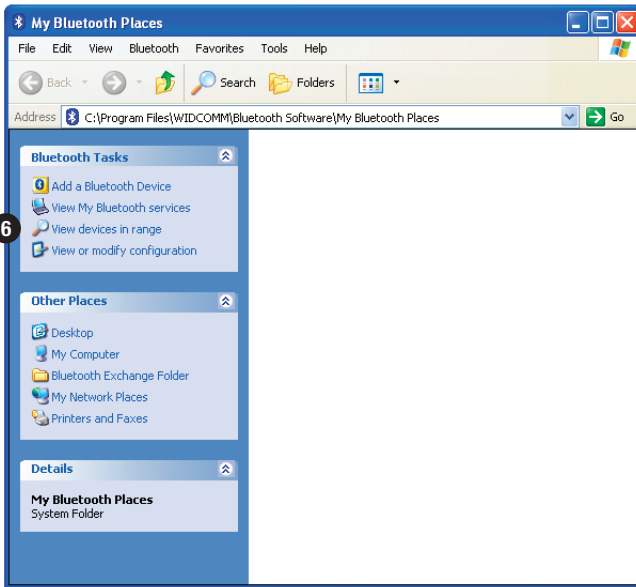 My Bluetooth Places
File Edit View Bluetooth Favorites Tools Help
Back Search Folders
Address C:\Program Files\WIDCOMM\Bluetooth Software\My Bluetooth Places Go
Bluetooth Tasks
Add a Bluetooth Device
View My Bluetooth services
6 View devices in range
View or modify configuration
Other Places
Desktop
My Computer
Bluetooth Exchange Folder
My Network Places
Printers and Faxes
Details
My Bluetooth Places
System Folder